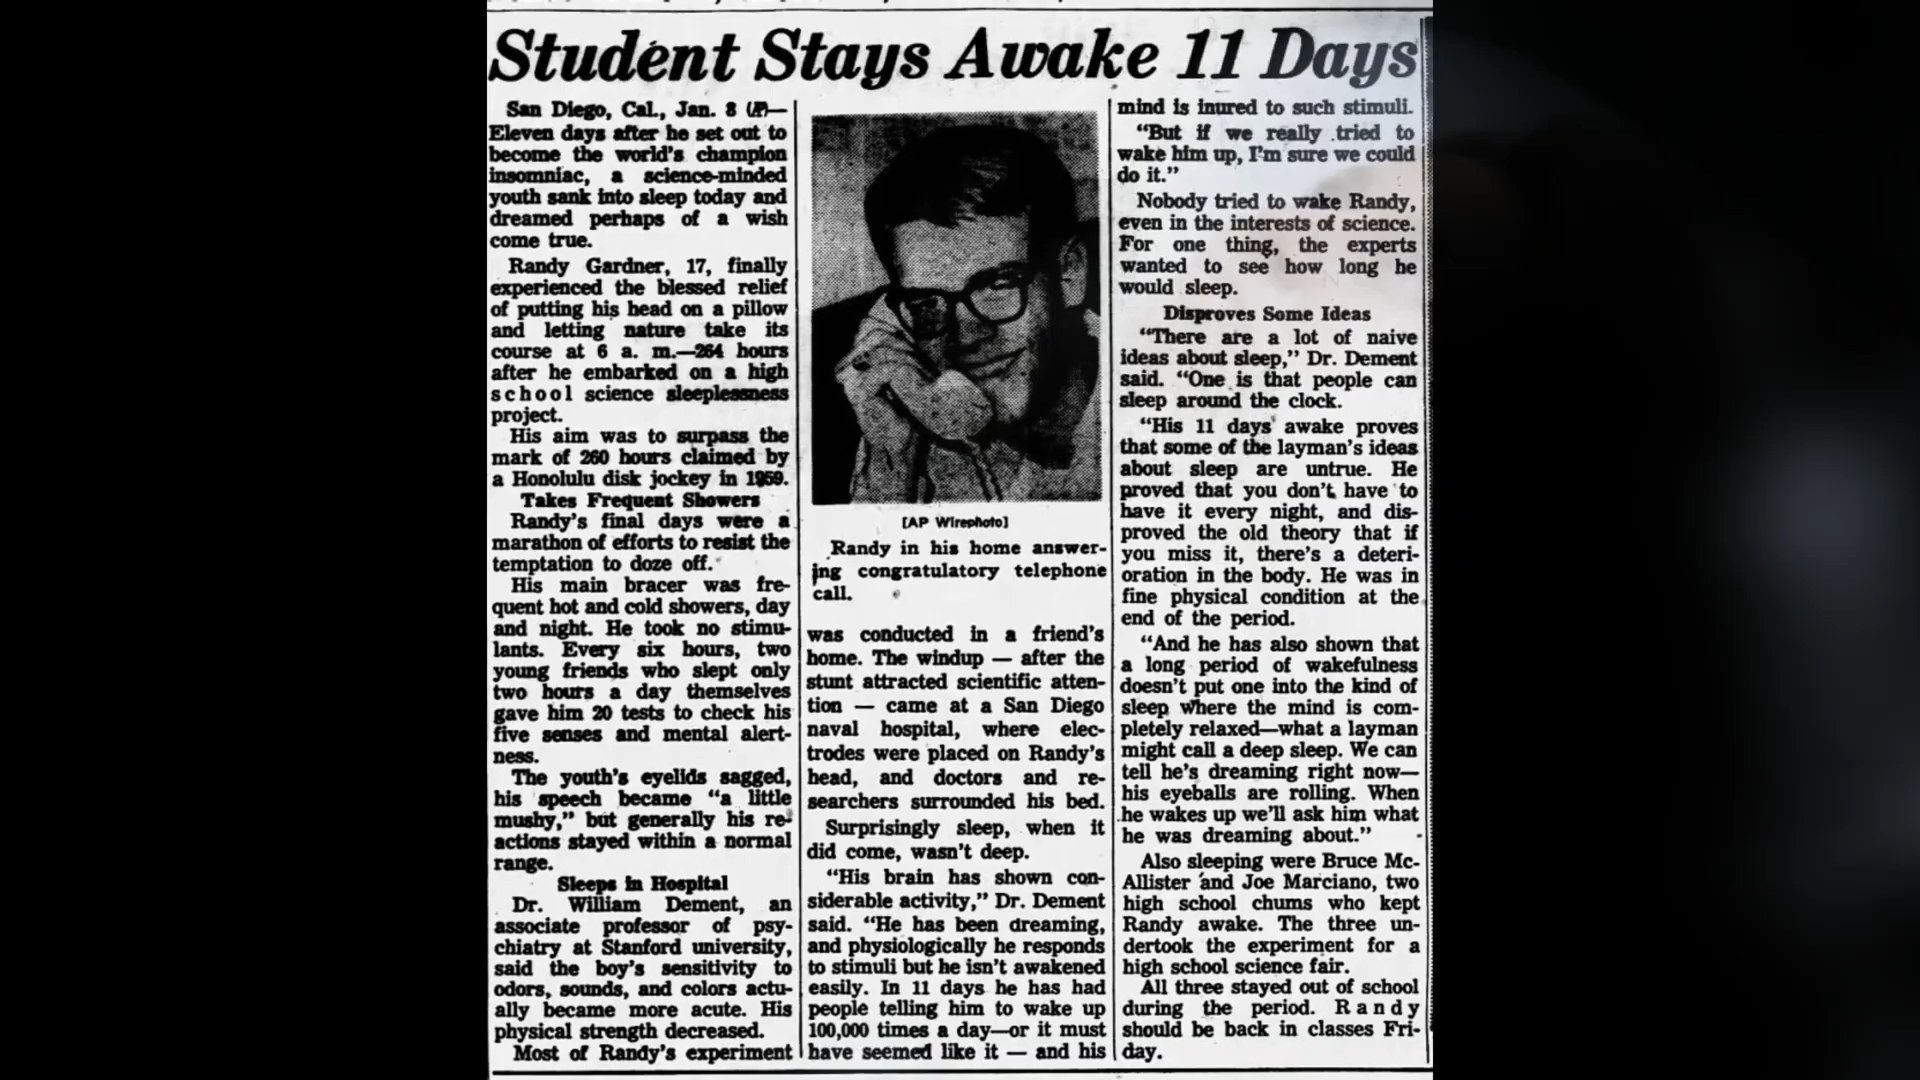 Student Stays Awake 11 Days
San Diego, Cal., Jan. 8 (AP)—
Eleven days after he set out to
become the world's champion
insomniac, a science-minded
youth sank into sleep today and
dreamed perhaps of a wish
come true.
Randy Gardner, 17, finally
experienced the blessed relief
of putting his head on a pillow
and letting nature take its
course at 6 a. m.—264 hours
after he embarked on a high
school science sleeplessness
project.
His aim was to surpass the
mark of 260 hours claimed by
a Honolulu disk jockey in 1959.
Takes Frequent Showers
Randy's final days were a
marathon of efforts to resist the
temptation to doze off.
His main bracer was fre-
quent hot and cold showers, day
and night. He took no stimu-
lants. Every six hours, two
young friends who slept only
two hours a day themselves
gave him 20 tests to check his
five senses and mental alert-
ness.
The youth's eyelids sagged,
his speech became "a little
mushy," but generally his re-
actions stayed within a normal
range.
Sleeps in Hospital
Dr. William Dement, an
associate professor of psy-
chiatry at Stanford university,
said the boy's sensitivity to
odors, sounds, and colors actu-
ally became more acute. His
physical strength decreased.
Most of Randy's experiment
[AP Wirephoto]
Randy in his home answer-
ing congratulatory telephone
call.
was conducted in a friend's
home. The windup — after the
stunt attracted scientific atten-
tion — came at a San Diego
naval hospital, where elec-
trodes were placed on Randy's
head, and doctors and re-
searchers surrounded his bed.
Surprisingly sleep, when it
did come, wasn't deep.
"His brain has shown con-
siderable activity," Dr. Dement
said. "He has been dreaming,
and physiologically he responds
to stimuli but he isn't awakened
easily. In 11 days he has had
people telling him to wake up
100,000 times a day—or it must
have seemed like it — and his
mind is inured to such stimuli.
"But if we really tried to
wake him up, I'm sure we could
do it."
Nobody tried to wake Randy,
even in the interests of science.
For one thing, the experts
wanted to see how long he
would sleep.
Disproves Some Ideas
"There are a lot of naive
ideas about sleep," Dr. Dement
said. "One is that people can
sleep around the clock.
"His 11 days awake proves
that some of the layman's ideas
about sleep are untrue. He
proved that you don't have to
have it every night, and dis-
proved the old theory that if
you miss it, there's a deteri-
oration in the body. He was in
fine physical condition at the
end of the period.
"And he has also shown that
a long period of wakefulness
doesn't put one into the kind of
sleep where the mind is com-
pletely relaxed—what a layman
might call a deep sleep. We can
tell he's dreaming right now—
his eyeballs are rolling. When
he wakes up we'll ask him what
he was dreaming about."
Also sleeping were Bruce Mc-
Allister and Joe Marciano, two
high school chums who kept
Randy awake. The three un-
dertook the experiment for a
high school science fair.
All three stayed out of school
during the period. Randy
should be back in classes Fri-
day.